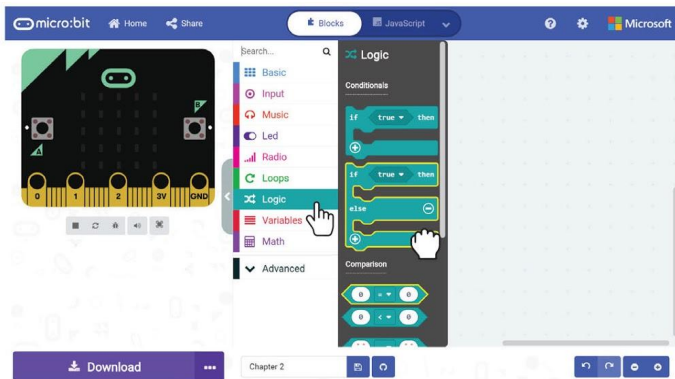 micro:bit Home Share Blocks JavaScript Microsoft
Search...
Basic
Input
Music
Led
Radio
Loops
Logic
Variables
Math
Advanced
Logic
Conditionals
if true then
if true then
else
Comparison
0 = 0
0 < 0
B
A
0 1 2 3V GND
Download
Chapter 2